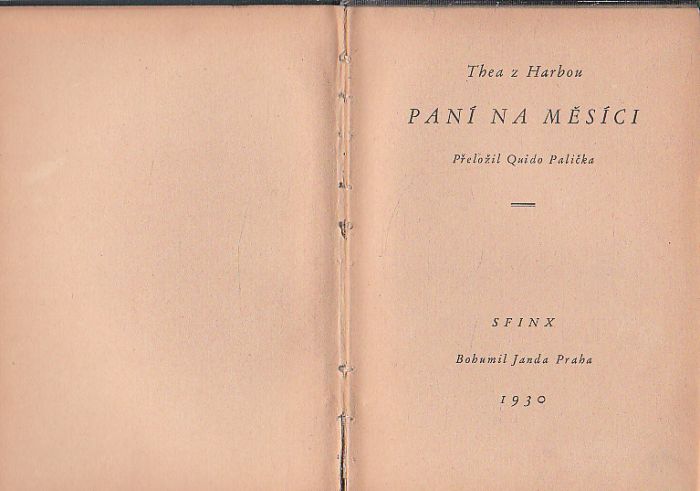 Thea z Harbou
PANÍ NA MĚSÍCI
Přeložil Quido Palička
SFINX
Bohumil Janda Praha
1930